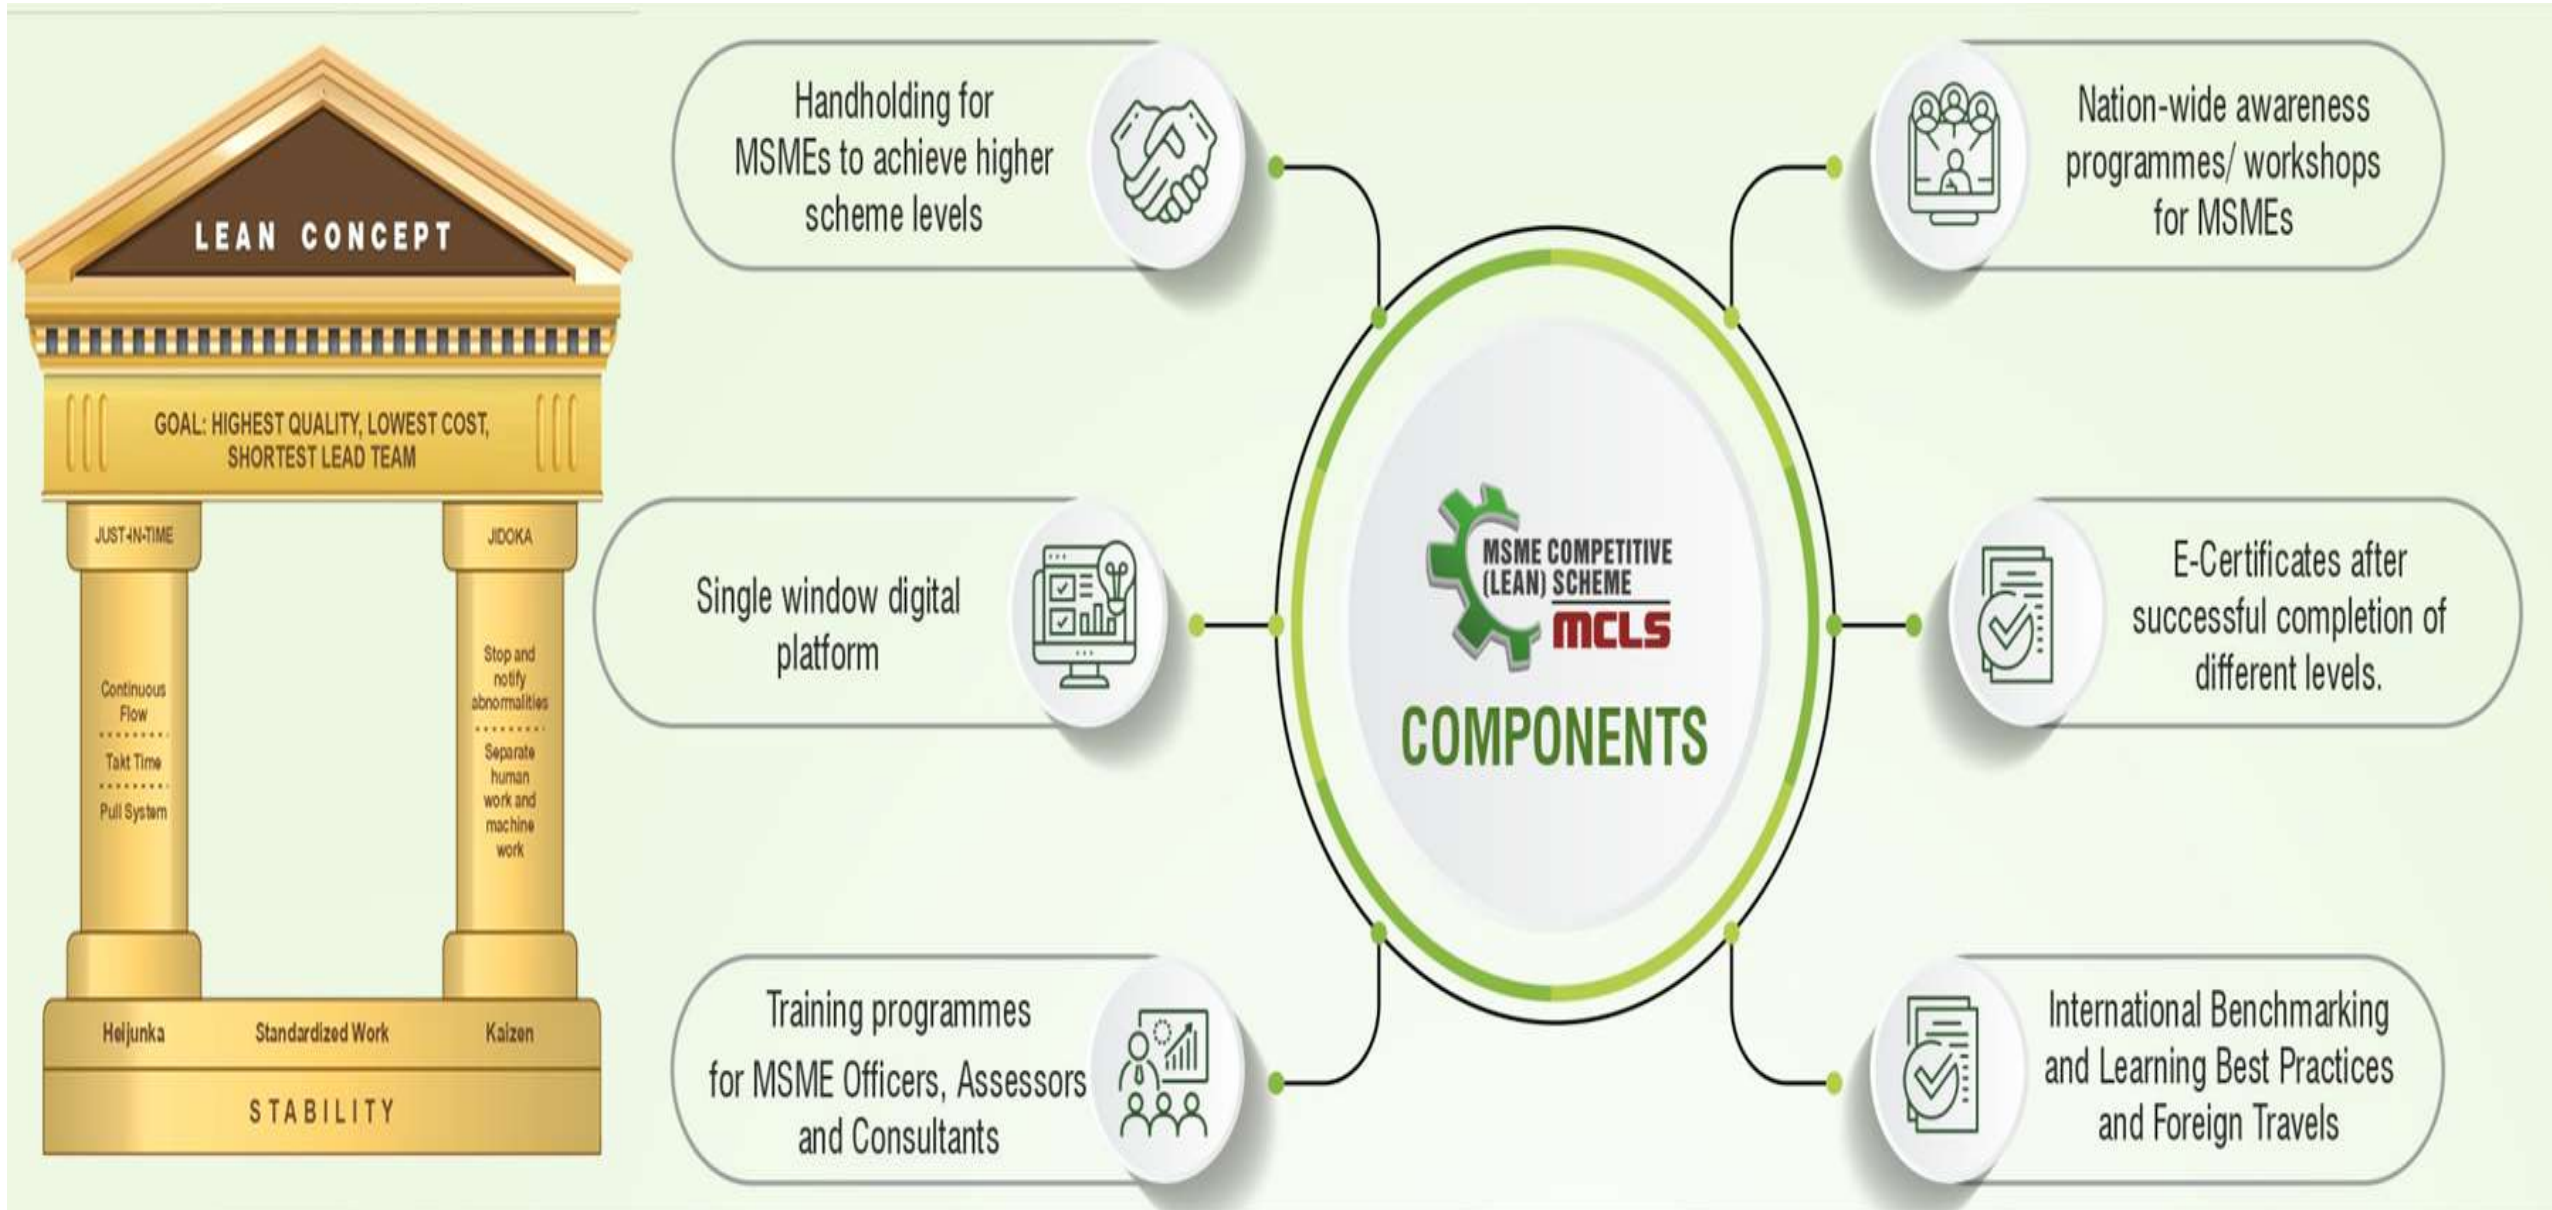 LEAN CONCEPT
GOAL: HIGHEST QUALITY, LOWEST COST,
SHORTEST LEAD TEAM
JUST-IN-TIME
Continuous
Flow
Takt Time
Pull System
JIDOKA
Stop and
notify
abnormalities
Separate
human
work and
machine
work
Heijunka
Standardized Work
Kaizen
STABILITY
Handholding for
MSMEs to achieve higher
scheme levels
Single window digital
platform
Training programmes
for MSME Officers, Assessors
and Consultants
MSME COMPETITIVE
(LEAN) SCHEME
MCLS
COMPONENTS
Nation-wide awareness
programmes/ workshops
for MSMEs
E-Certificates after
successful completion of
different levels.
International Benchmarking
and Learning Best Practices
and Foreign Travels